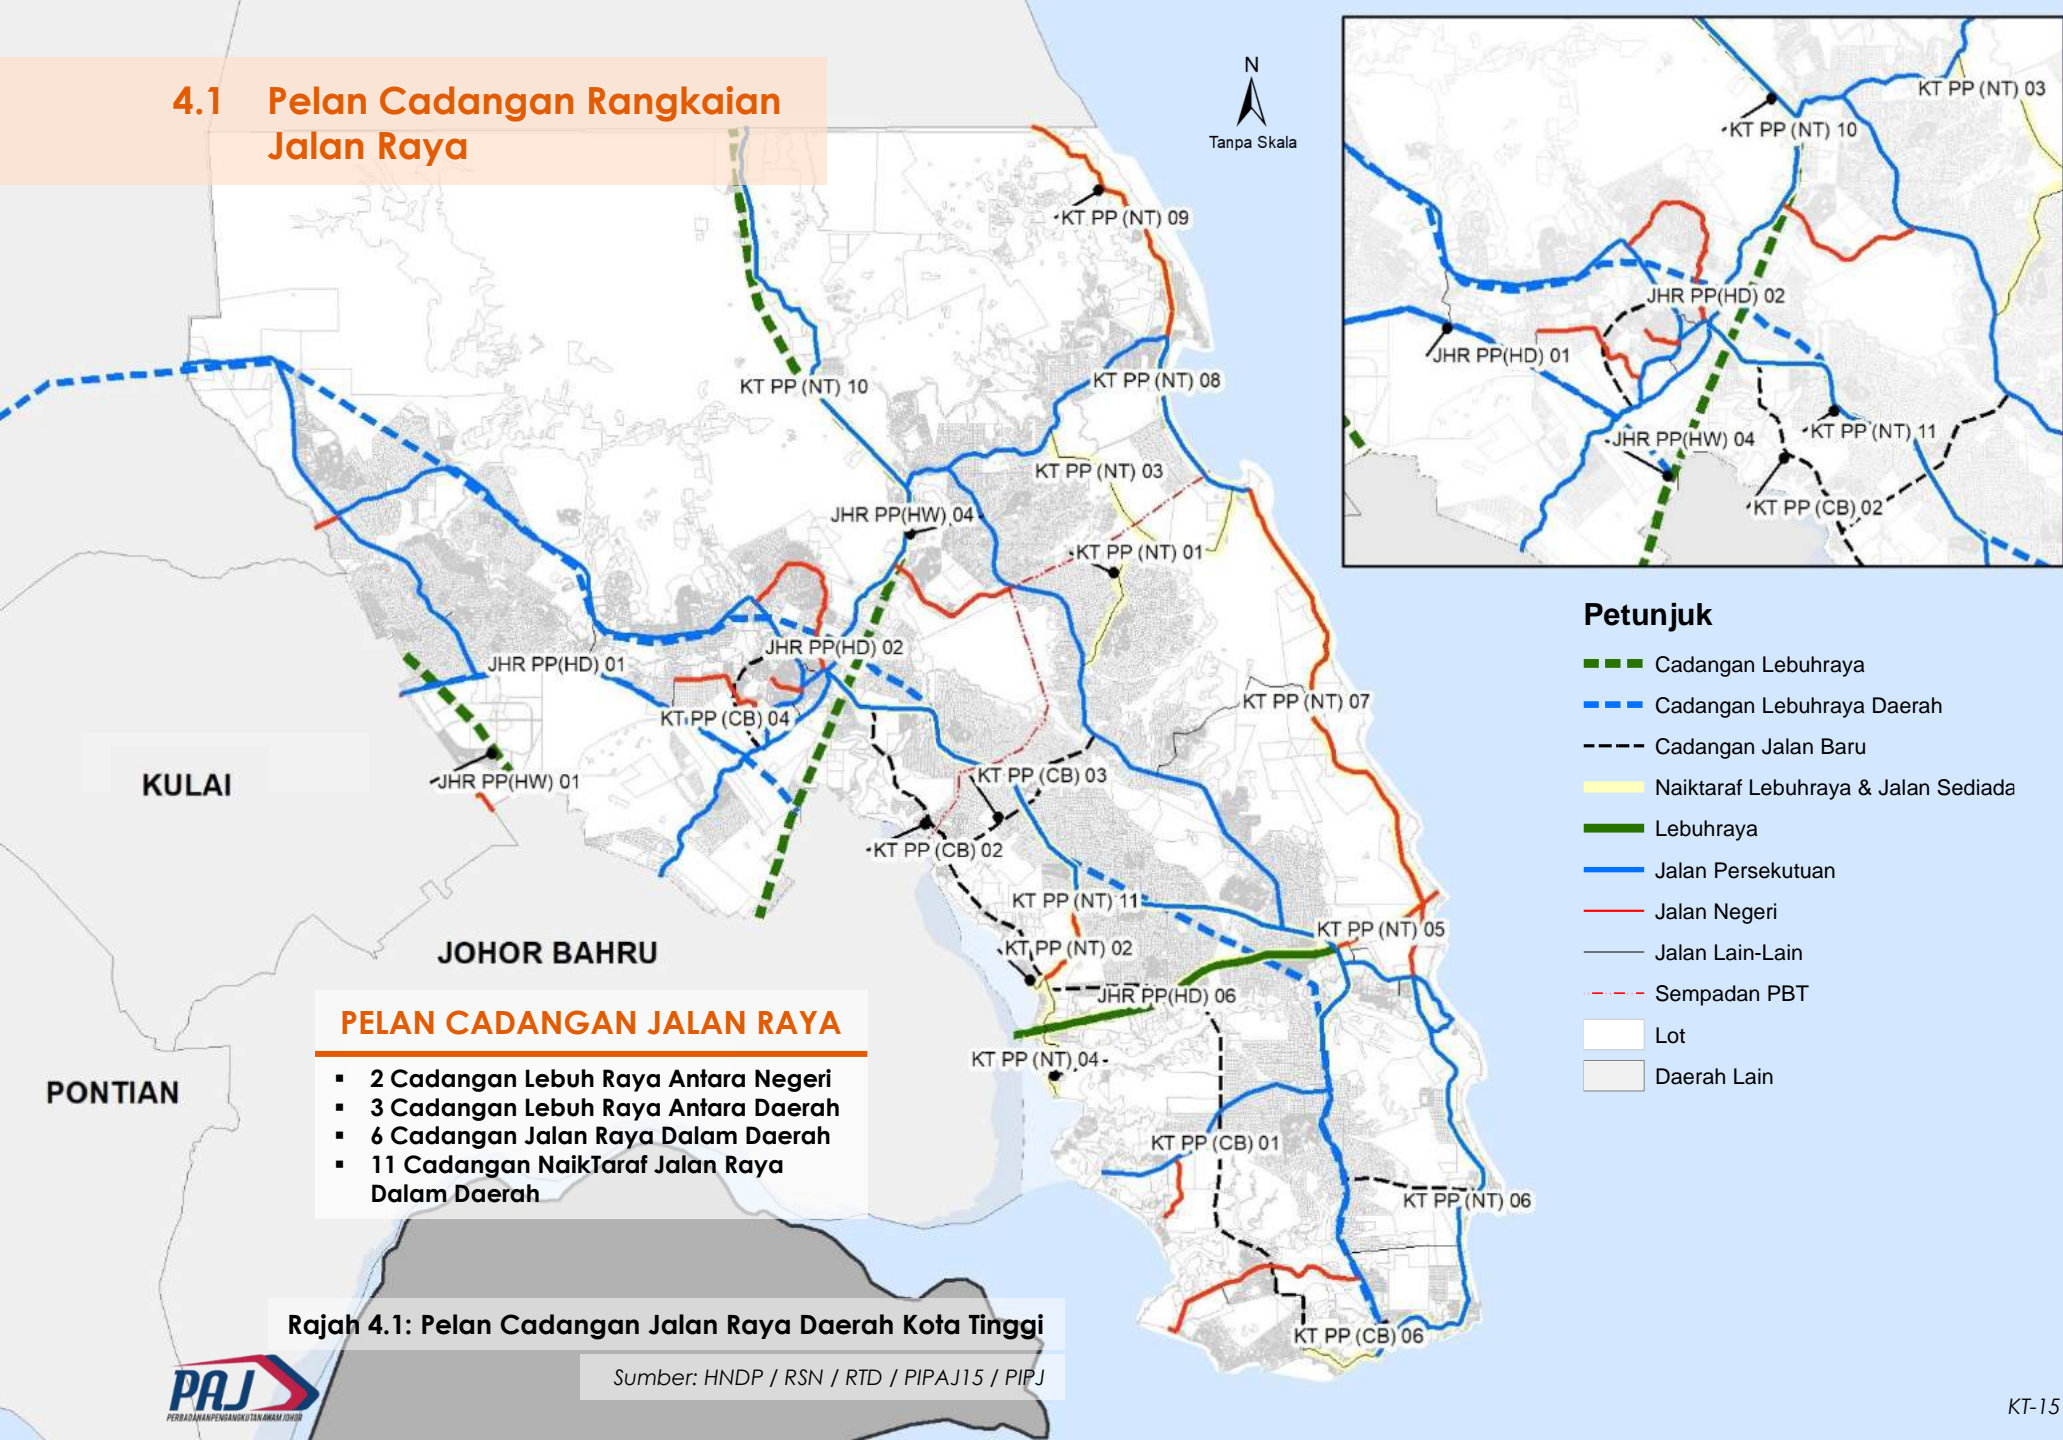 4.1 Pelan Cadangan Rangkaian
Jalan Raya
N
Tanpa Skala
KT PP (NT) 09
KT PP (NT) 10
KT PP (NT) 08
KT PP (NT) 03
JHR PP(HW) 04
KT PP (NT) 01
JHR PP(HD) 01
JHR PP(HD) 02
KT PP (NT) 07
KT PP (CB) 04
JHR PP(HW) 01
KT PP (CB) 03
KT PP (CB) 02
KT PP (NT) 11
KT PP (NT) 05
KT PP (NT) 02
JHR PP(HD) 06
KT PP (NT) 04
KT PP (CB) 01
KT PP (NT) 06
KT PP (CB) 06
KULAI
JOHOR BAHRU
PONTIAN
KT PP (NT) 03
KT PP (NT) 10
JHR PP(HD) 02
JHR PP(HD) 01
JHR PP(HW) 04
KT PP (NT) 11
KT PP (CB) 02
Petunjuk
Cadangan Lebuhraya
Cadangan Lebuhraya Daerah
Cadangan Jalan Baru
Naiktaraf Lebuhraya & Jalan Sediada
Lebuhraya
Jalan Persekutuan
Jalan Negeri
Jalan Lain-Lain
Sempadan PBT
Lot
Daerah Lain
PELAN CADANGAN JALAN RAYA
▪ 2 Cadangan Lebuh Raya Antara Negeri
▪ 3 Cadangan Lebuh Raya Antara Daerah
▪ 6 Cadangan Jalan Raya Dalam Daerah
▪ 11 Cadangan NaikTaraf Jalan Raya
Dalam Daerah
Rajah 4.1: Pelan Cadangan Jalan Raya Daerah Kota Tinggi
Sumber: HNDP / RSN / RTD / PIPAJ15 / PIPJ
PAJ
PERBADANAN PENGANGKUTAN AWAM JOHOR
KT-15